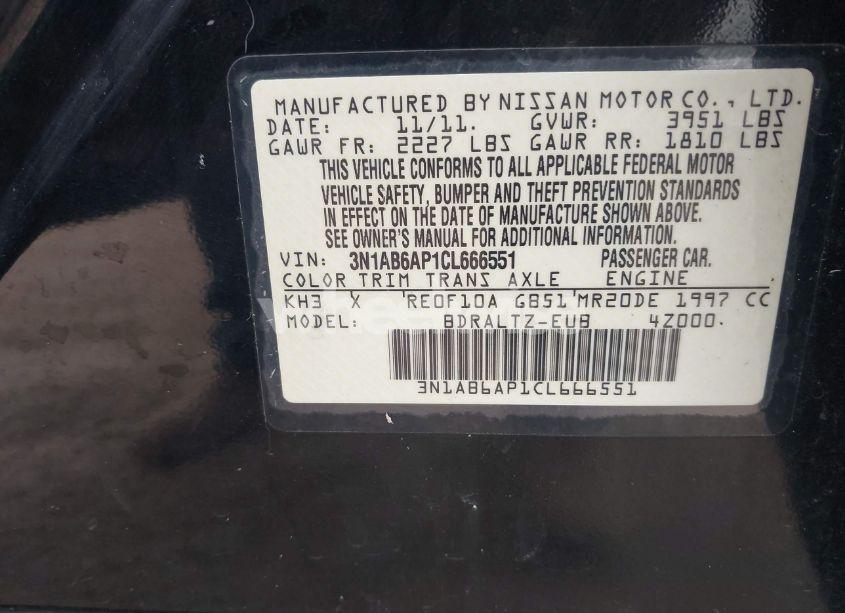 MANUFACTURED BY NISSAN MOTOR CO., LTD.
DATE: 11/11. GVWR: 3951 LBS
GAWR FR: 2227 LBS GAWR RR: 1810 LBS
THIS VEHICLE CONFORMS TO ALL APPLICABLE FEDERAL MOTOR
VEHICLE SAFETY, BUMPER AND THEFT PREVENTION STANDARDS
IN EFFECT ON THE DATE OF MANUFACTURE SHOWN ABOVE.
SEE OWNER'S MANUAL FOR ADDITIONAL INFORMATION.
VIN: 3N1AB6AP1CL666551 PASSENGER CAR.
COLOR TRIM TRANS AXLE ENGINE
KH3 X RE0F10A GB51 MR20DE 1997 CC
MODEL: BDRALTZ-EUB 4Z000.
3N1AB6AP1CL666551